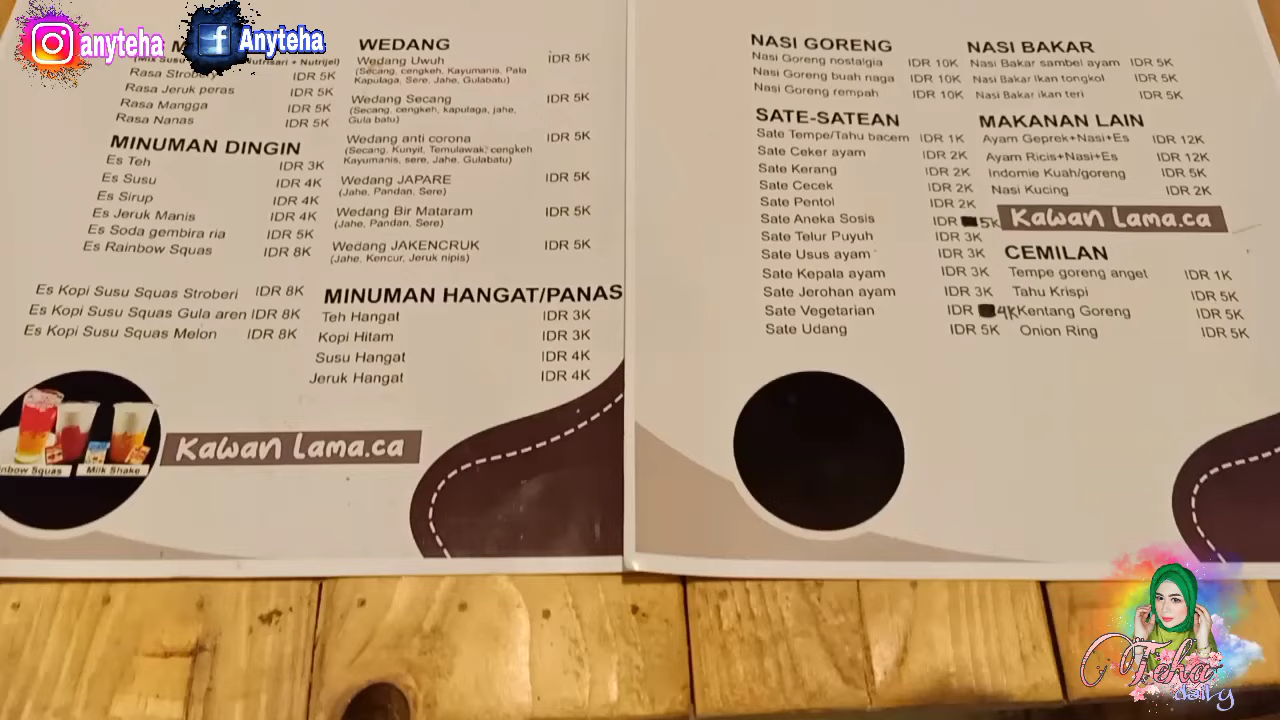 anyteha
Anyteha
Nutrisari + Nutrijel)
Rasa Stroberi IDR 5K
Rasa Jeruk peras IDR 5K
Rasa Mangga IDR 5K
Rasa Nanas IDR 5K
MINUMAN DINGIN
Es Teh IDR 3K
Es Susu IDR 4K
Es Sirup IDR 4K
Es Jeruk Manis IDR 4K
Es Soda gembira ria IDR 5K
Es Rainbow Squas IDR 8K
Es Kopi Susu Squas Stroberi IDR 8K
Es Kopi Susu Squas Gula aren IDR 8K
Es Kopi Susu Squas Melon IDR 8K
nbow Squas
Milk Shake
Kawan Lama.ca
WEDANG
Wedang Uwuh IDR 5K
(Secang, cengkeh, Kayumanis, Pala
Kapulaga, Sere, Jahe, Gulabatu)
Wedang Secang IDR 5K
(Secang, cengkeh, kapulaga, jahe,
Gula batu)
Wedang anti corona IDR 5K
(Secang, Kunyit, Temulawak, cengkeh
Kayumanis, sere, Jahe, Gulabatu)
Wedang JAPARE IDR 5K
(Jahe, Pandan, Sere)
Wedang Bir Mataram IDR 5K
(Jahe, Pandan, Sere)
Wedang JAKENCRUK IDR 5K
(Jahe, Kencur, Jeruk nipis)
MINUMAN HANGAT/PANAS
Teh Hangat IDR 3K
Kopi Hitam IDR 3K
Susu Hangat IDR 4K
Jeruk Hangat IDR 4K
NASI GORENG
Nasi Goreng nostalgia IDR 10K
Nasi Goreng buah naga IDR 10K
Nasi Goreng rempah IDR 10K
SATE-SATEAN
Sate Tempe/Tahu bacem IDR 1K
Sate Ceker ayam IDR 2K
Sate Kerang IDR 2K
Sate Cecek IDR 2K
Sate Pentol IDR 2K
Sate Aneka Sosis IDR 5K
Sate Telur Puyuh IDR 3K
Sate Usus ayam IDR 3K
Sate Kepala ayam IDR 3K
Sate Jerohan ayam IDR 3K
Sate Vegetarian IDR 4K
Sate Udang IDR 5K
NASI BAKAR
Nasi Bakar sambel ayam IDR 5K
Nasi Bakar Ikan tongkol IDR 5K
Nasi Bakar ikan teri IDR 5K
MAKANAN LAIN
Ayam Geprek+Nasi+Es IDR 12K
Ayam Ricis+Nasi+Es IDR 12K
Indomie Kuah/goreng IDR 5K
Nasi Kucing IDR 2K
Kawan Lama.ca
CEMILAN
Tempe goreng anget IDR 1K
Tahu Krispi IDR 5K
Kentang Goreng IDR 5K
Onion Ring IDR 5K
Teha
daily